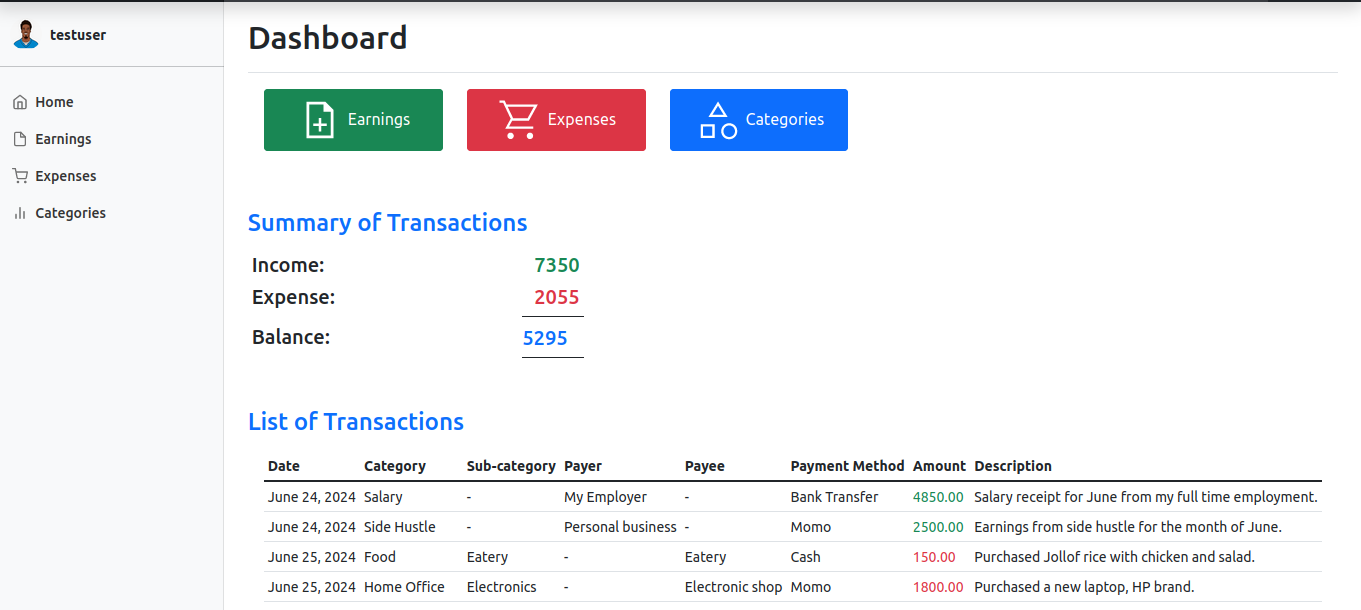 testuser
Home
Earnings
Expenses
Categories
Dashboard
Earnings Expenses Categories
Summary of Transactions
Income: 7350
Expense: 2055
Balance: 5295
List of Transactions
Date Category Sub-category Payer Payee Payment Method Amount Description
June 24, 2024 Salary - My Employer - Bank Transfer 4850.00 Salary receipt for June from my full time employment.
June 24, 2024 Side Hustle - Personal business - Momo 2500.00 Earnings from side hustle for the month of June.
June 25, 2024 Food Eatery - Eatery Cash 150.00 Purchased Jollof rice with chicken and salad.
June 25, 2024 Home Office Electronics - Electronic shop Momo 1800.00 Purchased a new laptop, HP brand.